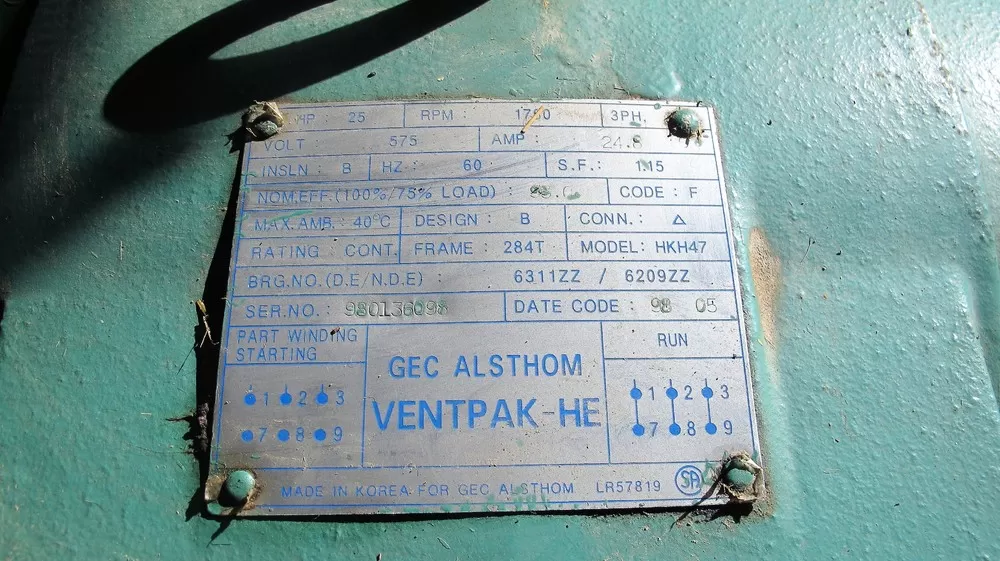 HP : 25 RPM : 3PH.
VOLT 575 AMP :
INSLN : B HZ : 60 S.F. : 1.15
NOM.EFF.(100%/75% LOAD) : CODE : F
MAX.AMB. 40°C DESIGN : B CONN. : Δ
RATING : CONT. FRAME : 284T MODEL: HKH47
BRG.NO.(D.E/N.D.E) : 6311ZZ / 6209ZZ
SER.NO. : 980136098 DATE CODE : 98 05
PART WINDING
STARTING
RUN
1 2 3
7 8 9
GEC ALSTHOM
VENTPAK-HE
1 2 3
7 8 9
MADE IN KOREA FOR GEC ALSTHOM LR57819 SA